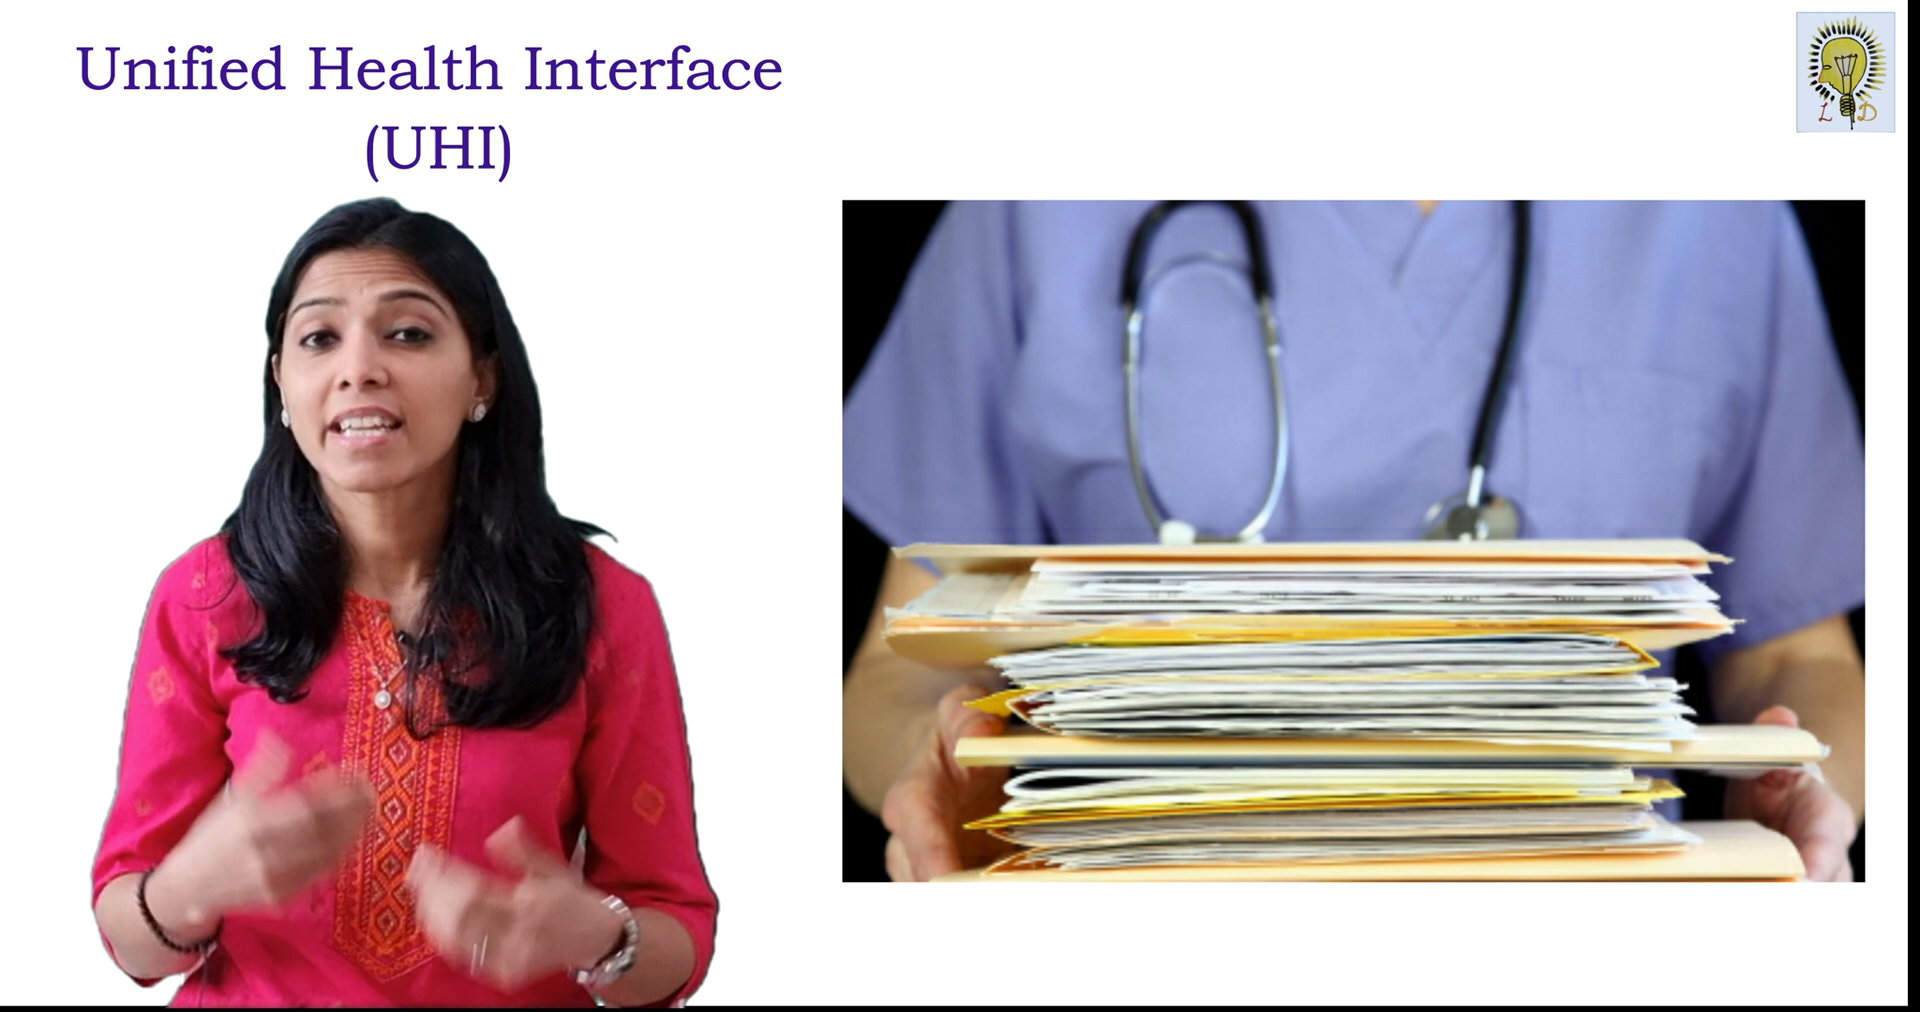 Unified Health Interface
(UHI)
L D